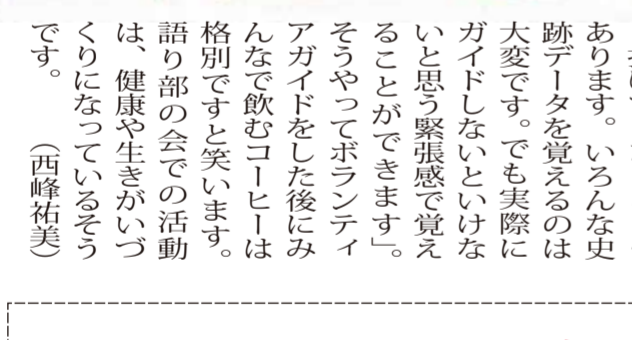 あります。いろんな史
跡データを覚えるのは
大変です。でも実際に
ガイドしないといけな
いと思う緊張感で覚え
ることができます」。
そうやってボランティ
アガイドをした後にみ
んなで飲むコーヒーは
格別ですと笑います。
語り部の会での活動
は、健康や生きがいづ
くりになっているそう
です。　（西峰祐美）